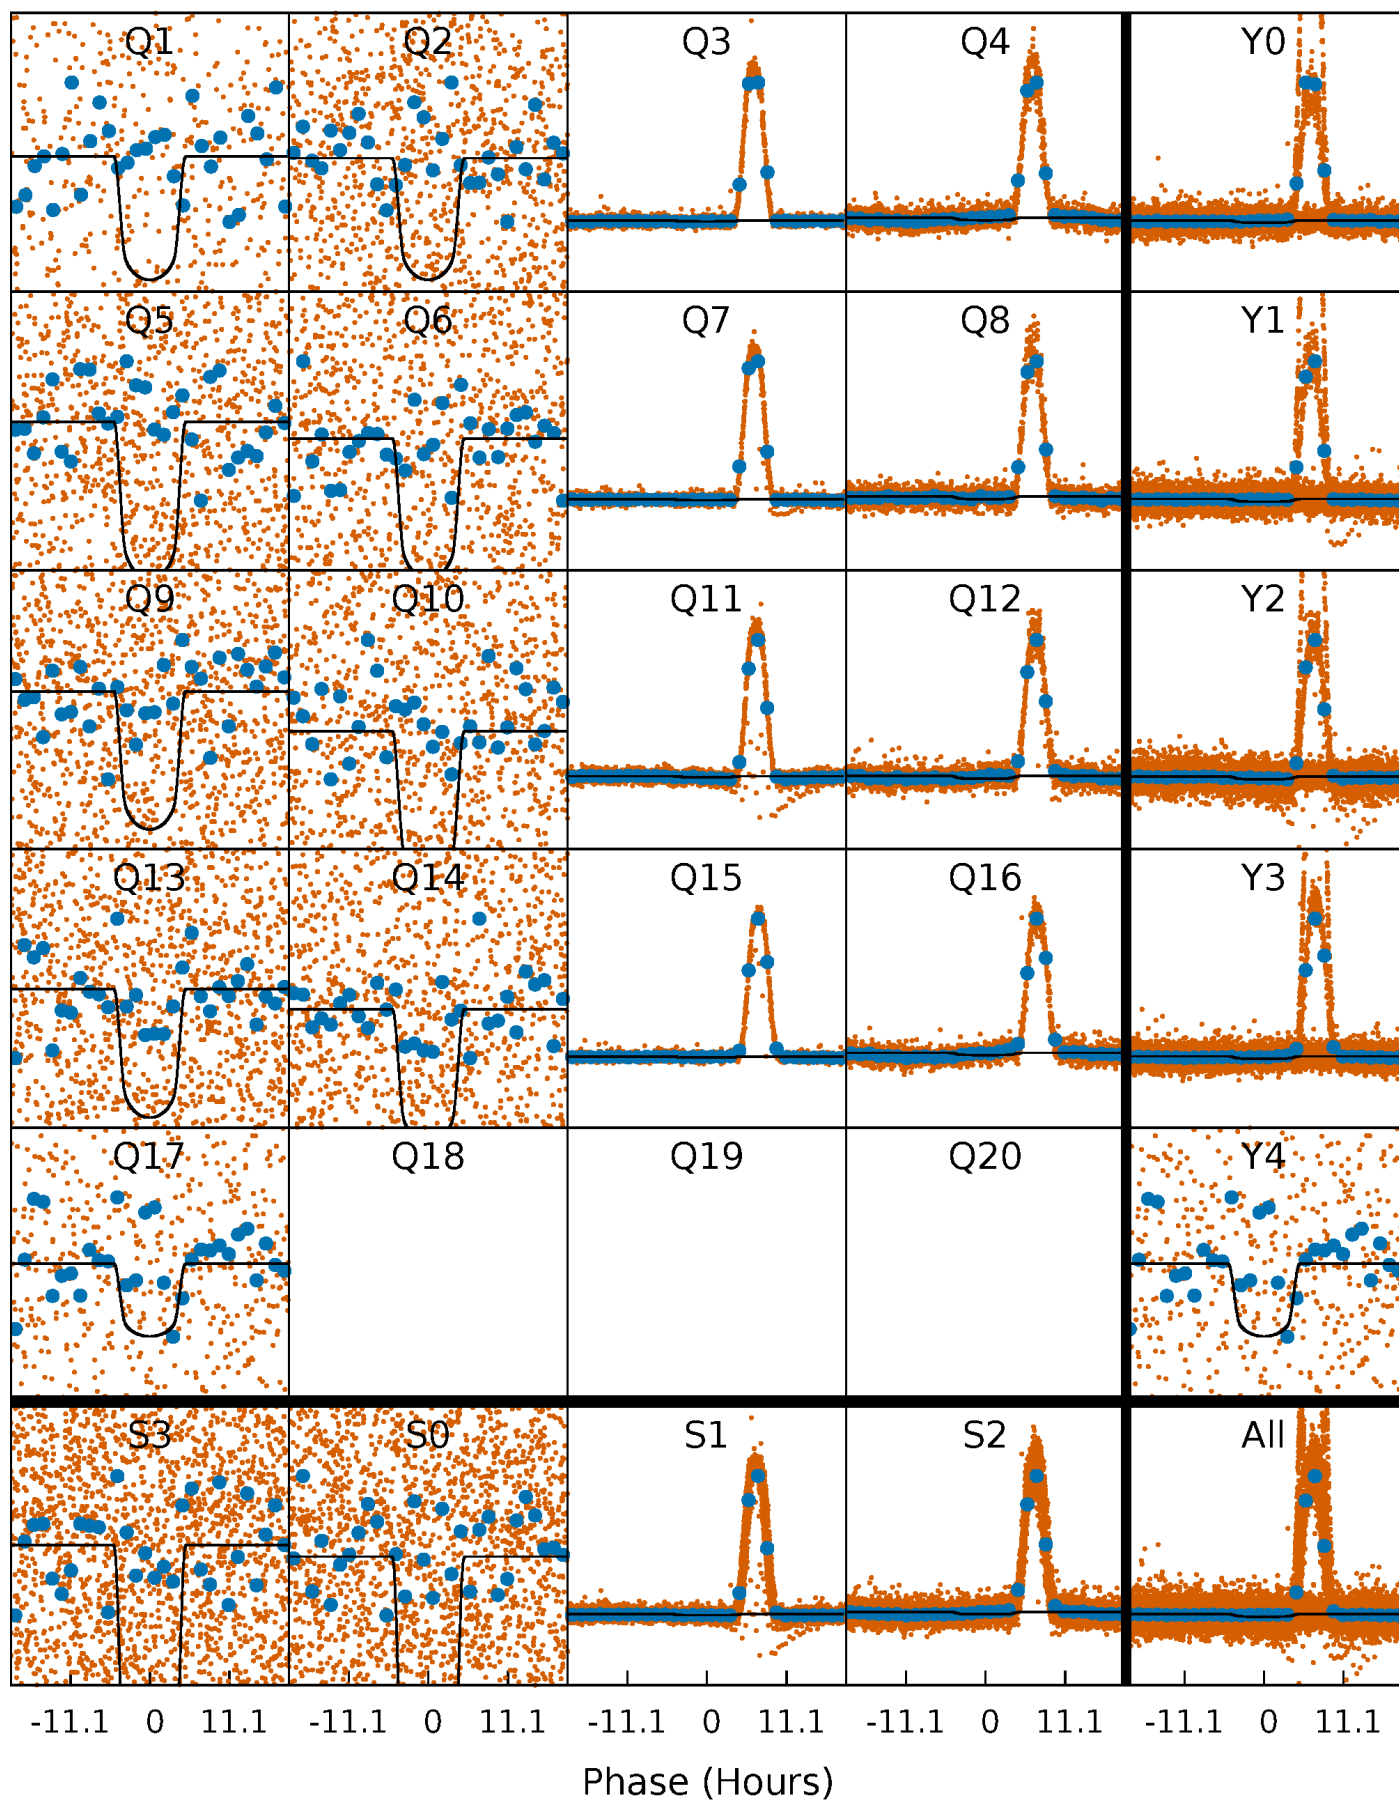 Q1 Q2 Q3 Q4 Y0
Q5 Q6 Q7 Q8 Y1
Q9 Q10 Q11 Q12 Y2
Q13 Q14 Q15 Q16 Y3
Q17 Q18 Q19 Q20 Y4
S3 S0 S1 S2 All
-11.1 0 11.1 -11.1 0 11.1 -11.1 0 11.1 -11.1 0 11.1 -11.1 0 11.1
Phase (Hours)